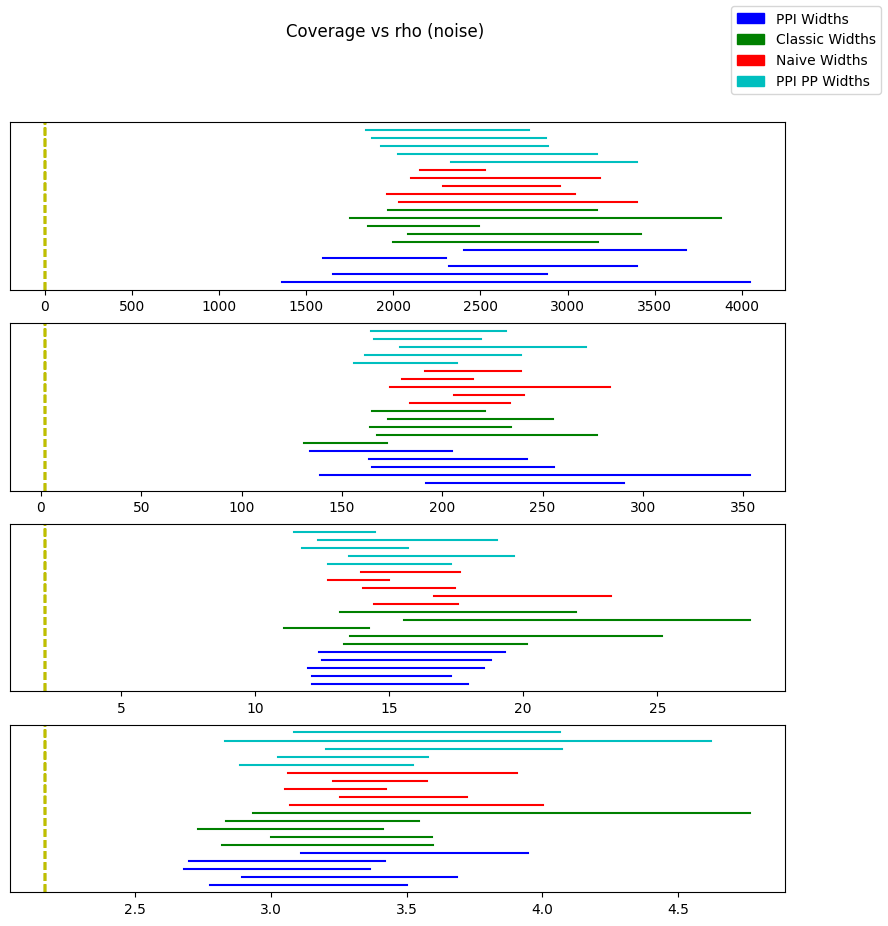 Coverage vs rho (noise)
PPI Widths
Classic Widths
Naive Widths
PPI PP Widths
0 500 1000 1500 2000 2500 3000 3500 4000
0 50 100 150 200 250 300 350
5 10 15 20 25
2.5 3.0 3.5 4.0 4.5